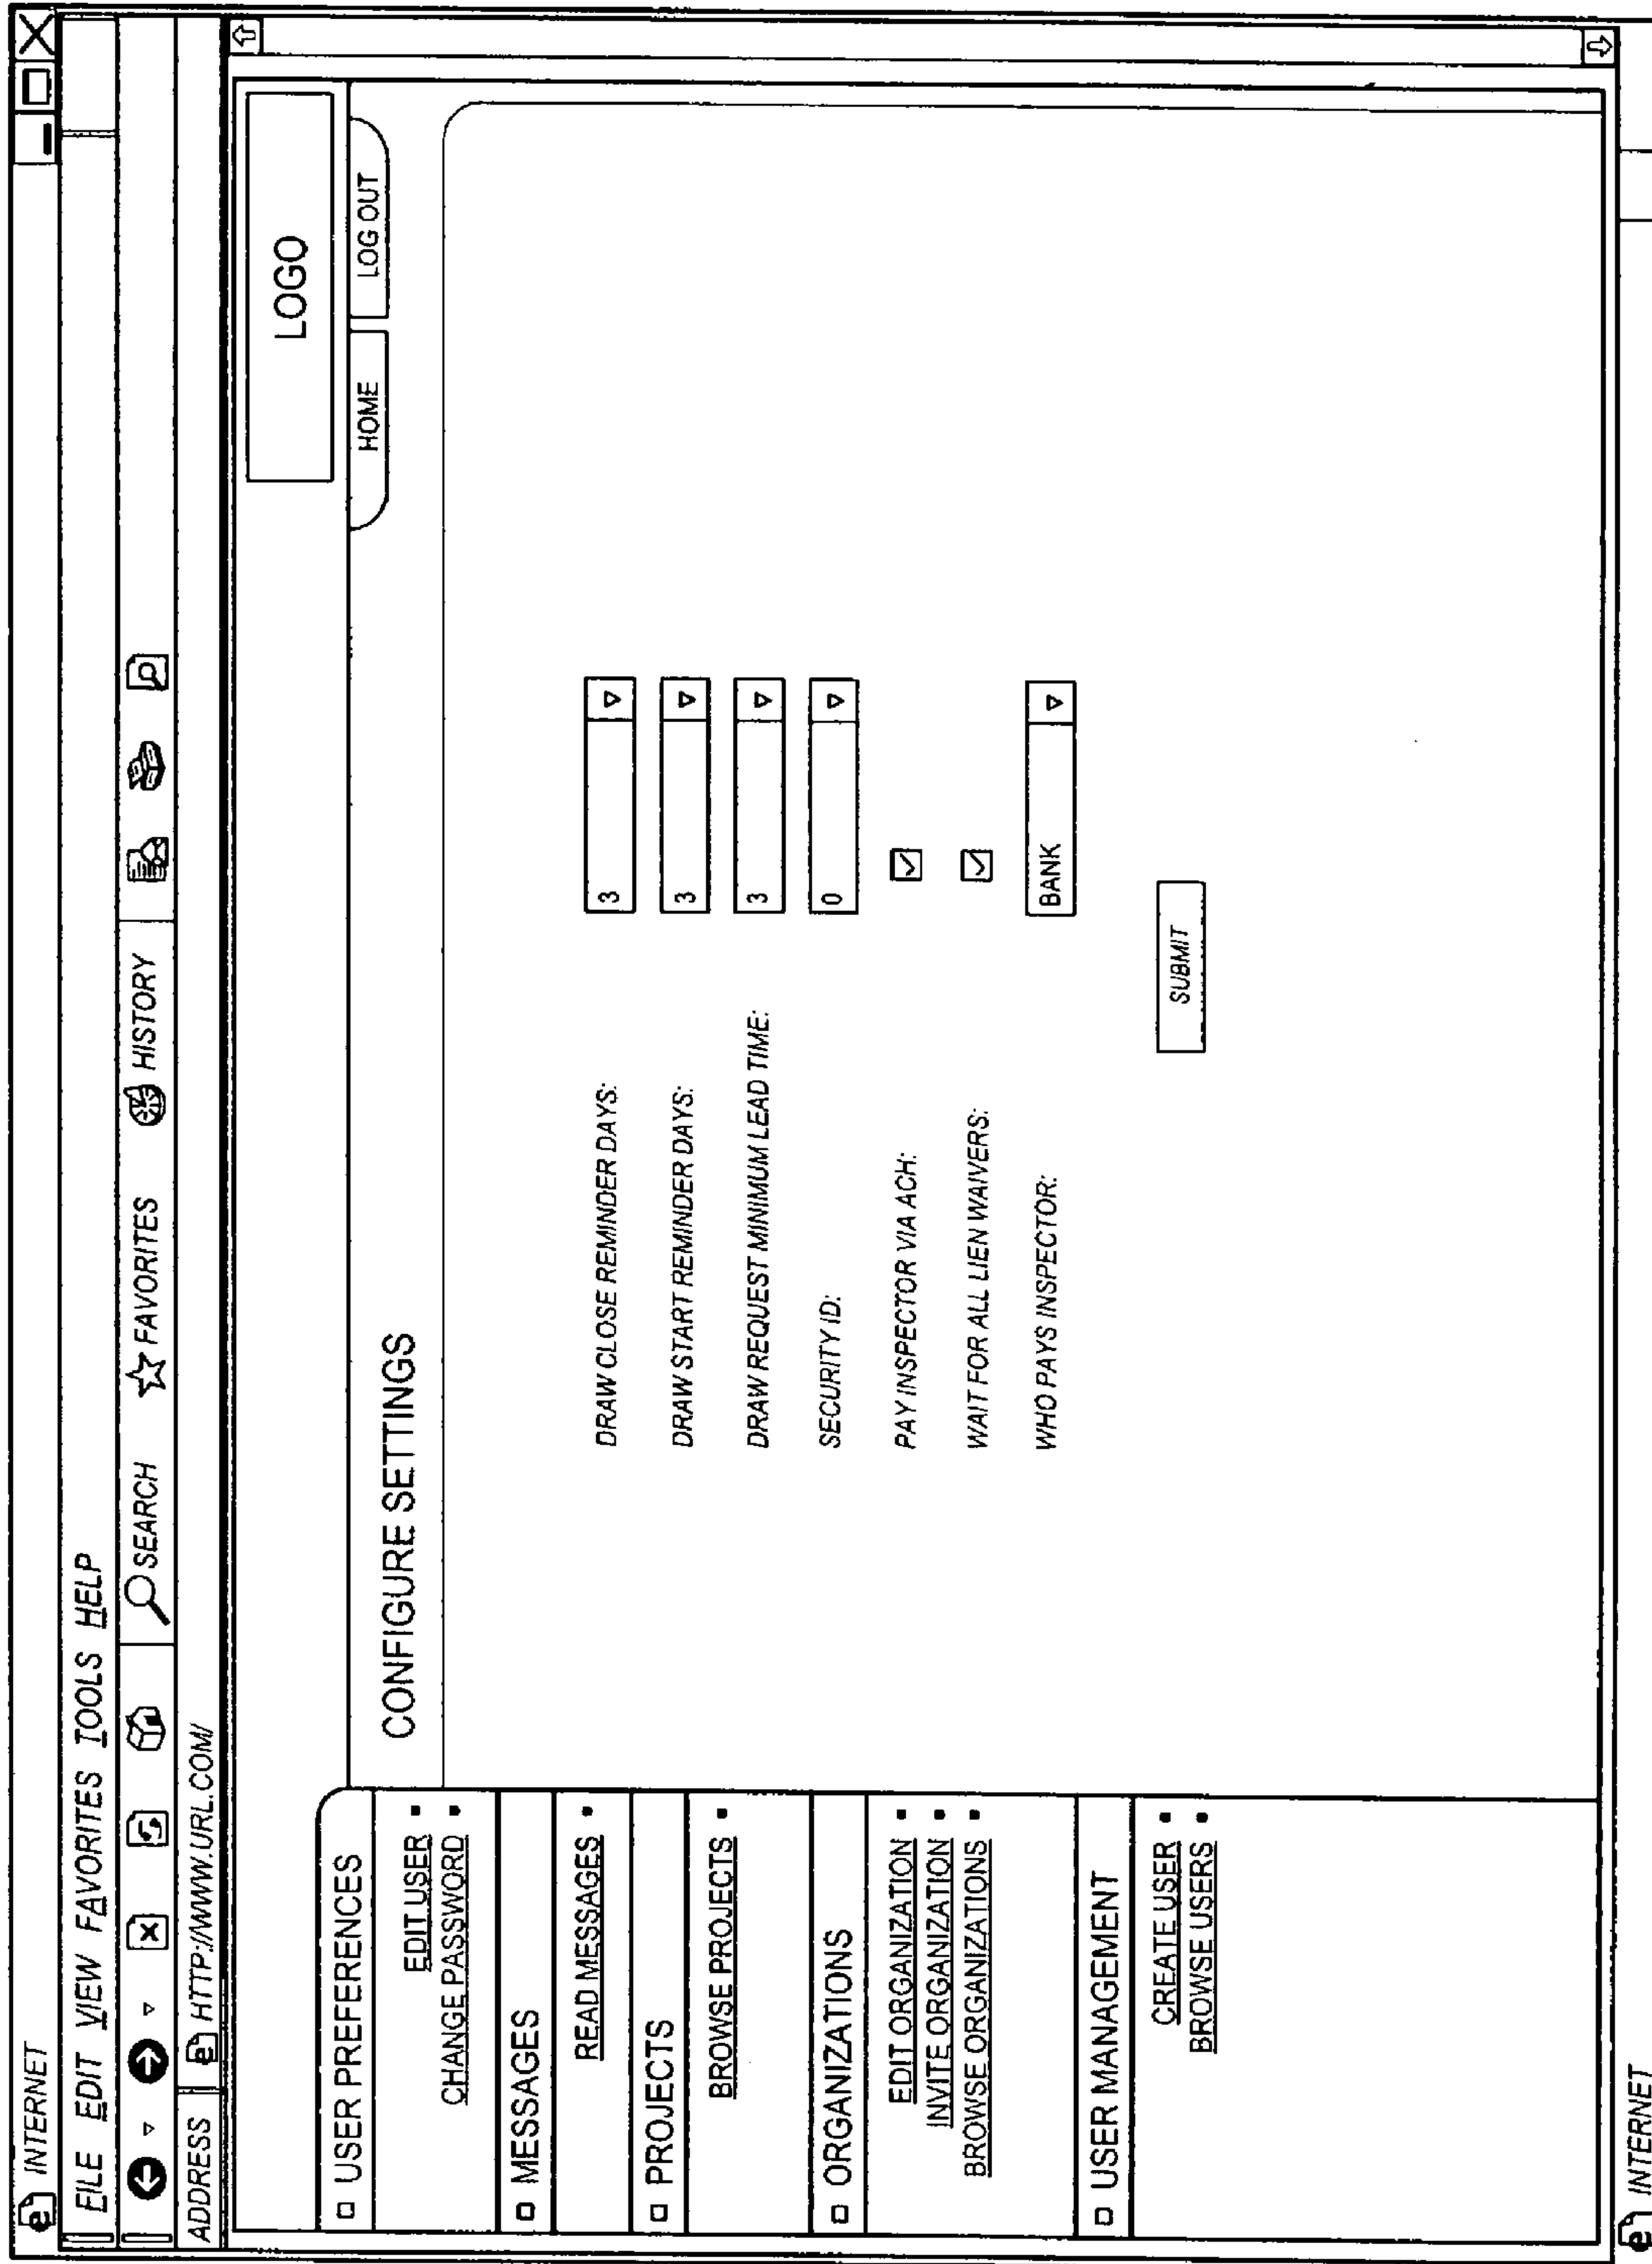 INTERNET
FILE EDIT VIEW FAVORITES TOOLS HELP
SEARCH FAVORITES HISTORY
ADDRESS HTTP://WWW.URL.COM/
LOGO
HOME LOG OUT
CONFIGURE SETTINGS
USER PREFERENCES
EDIT USER
CHANGE PASSWORD
MESSAGES
READ MESSAGES
PROJECTS
BROWSE PROJECTS
ORGANIZATIONS
EDIT ORGANIZATION
INVITE ORGANIZATION
BROWSE ORGANIZATIONS
USER MANAGEMENT
CREATE USER
BROWSE USERS
DRAW CLOSE REMINDER DAYS: 3
DRAW START REMINDER DAYS: 3
DRAW REQUEST MINIMUM LEAD TIME: 3
SECURITY ID: 0
PAY INSPECTOR VIA ACH:
WAIT FOR ALL LIEN WAIVERS:
WHO PAYS INSPECTOR: BANK
SUBMIT
INTERNET